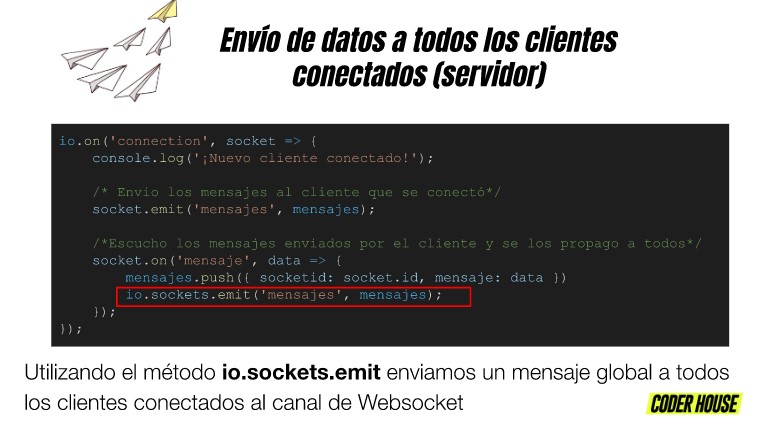 Envío de datos a todos los clientes
conectados (servidor)
io.on('connection', socket => {
    console.log('¡Nuevo cliente conectado!');
    /* Envio los mensajes al cliente que se conectó*/
    socket.emit('mensajes', mensajes);
    /*Escucho los mensajes enviados por el cliente y se los propago a todos*/
    socket.on('mensaje', data => {
        mensajes.push({ socketid: socket.id, mensaje: data })
        io.sockets.emit('mensajes', mensajes);
    });
});
Utilizando el método io.sockets.emit enviamos un mensaje global a todos
los clientes conectados al canal de Websocket
CODER HOUSE